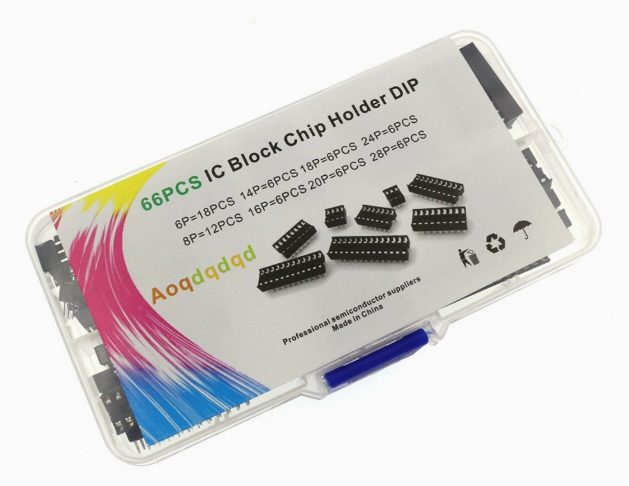 66PCS IC Block Chip Holder DIP
6P=18PCS 14P=6PCS 18P=6PCS 24P=6PCS
8P=12PCS 16P=6PCS 20P=6PCS 28P=6PCS
Aoqdqdqd
Professional semiconductor suppliers
Made in China